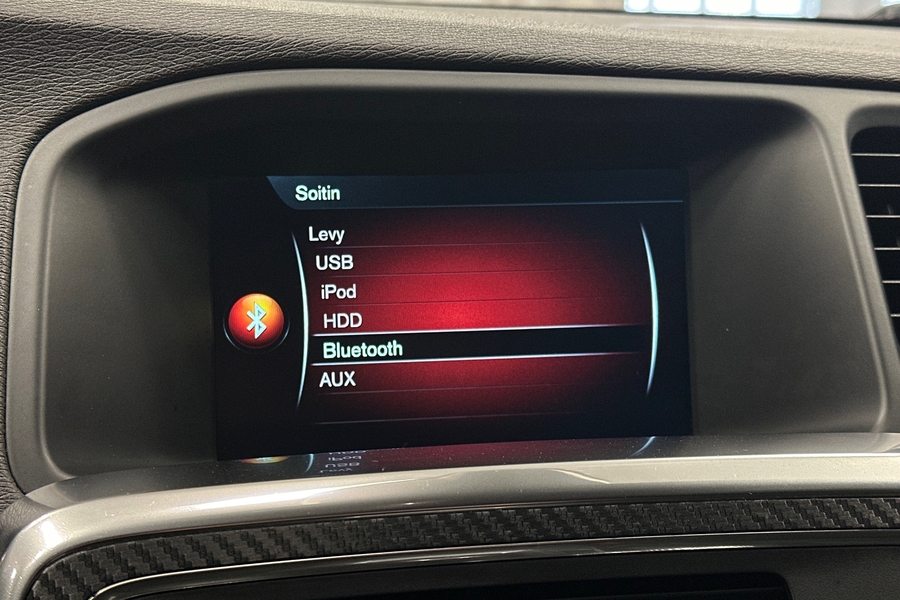 Soitin
Levy
USB
iPod
HDD
Bluetooth
AUX